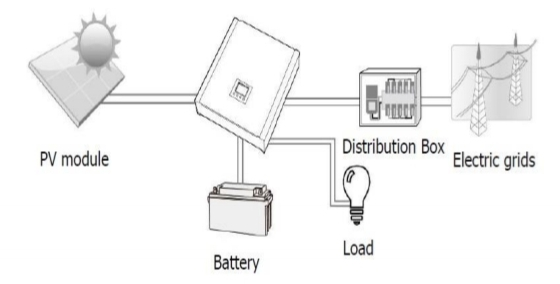 PV module
Distribution Box
Electric grids
Battery
Load